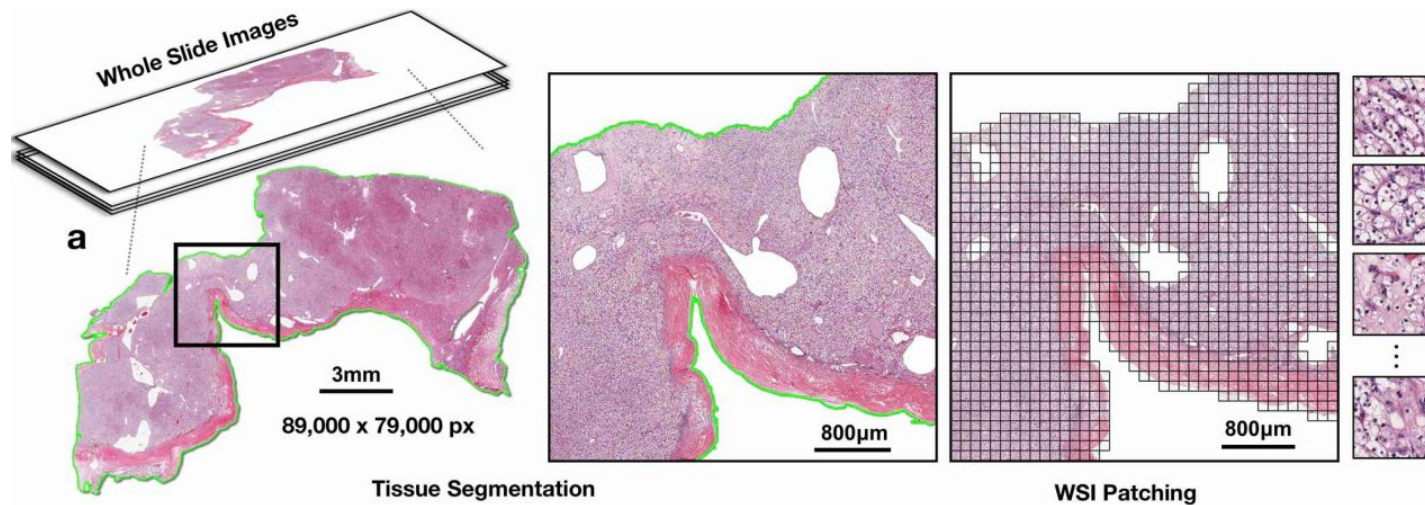 Whole Slide Images
a
3mm
89,000 x 79,000 px
800µm
800µm
Tissue Segmentation
WSI Patching